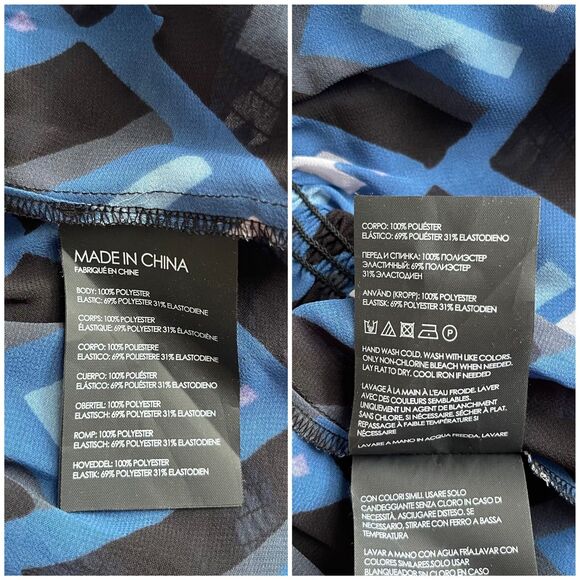 MADE IN CHINA
FABRIQUÉ EN CHINE
BODY: 100% POLYESTER
ELASTIC: 69% POLYESTER 31% ELASTODIENE
CORPS: 100% POLYESTER
ÉLASTIQUE: 69% POLYESTER 31% ÉLASTODIÈNE
CORPO: 100% POLIESTERE
ELASTICO: 69% POLIESTERE 31% ELASTODIENE
CUERPO: 100% POLIÉSTER
ELÁSTICO: 69% POLIÉSTER 31% ELASTODIENO
OBERTEIL: 100% POLYESTER
ELASTISCH: 69% POLYESTER 31% ELASTODIEN
ROMP: 100% POLYESTER
ELASTISCH: 69% POLYESTER 31% ELASTODIEEN
HOVEDDEL: 100% POLYESTER
ELASTIK: 69% POLYESTER 31% ELASTODIEN
CORPO: 100% POLIÉSTER
ELÁSTICO: 69% POLIÉSTER 31% ELASTODIENO
ПЕРЕД И СПИНКА: 100% ПОЛИЭСТЕР
ЭЛАСТИЧНЫЙ: 69% ПОЛИЭСТЕР
31% ЭЛАСТОДИЕН
ANVÄND (KROPP): 100% POLYESTER
ELASTISK: 69% POLYESTER 31% ELASTODIEN
HAND WASH COLD. WASH WITH LIKE COLORS.
ONLY NON-CHLORINE BLEACH WHEN NEEDED.
LAY FLAT TO DRY. COOL IRON IF NEEDED
LAVAGE À LA MAIN À L'EAU FROIDE. LAVER
AVEC DES COULEURS SEMBLABLES.
UNIQUEMENT UN AGENT DE BLANCHIMENT
SANS CHLORE, SI NÉCESSAIRE. SÉCHER À PLAT.
REPASSAGE À FAIBLE TEMPÉRATURE SI
NÉCESSAIRE
LAVARE A MANO IN ACQUA FREDDA, LAVARE
CON COLORI SIMILI. USARE SOLO
CANDEGGIANTE SENZA CLORO IN CASO DI
NECESSITÀ, ASCIUGARE DISTESO, SE
NECESSARIO, STIRARE CON FERRO A BASSA
TEMPERATURA
LAVAR A MANO CON AGUA FRÍA.LAVAR CON
COLORES SIMILARES.SOLO USAR
BLANQUEADOR SIN CLORO EN CASO